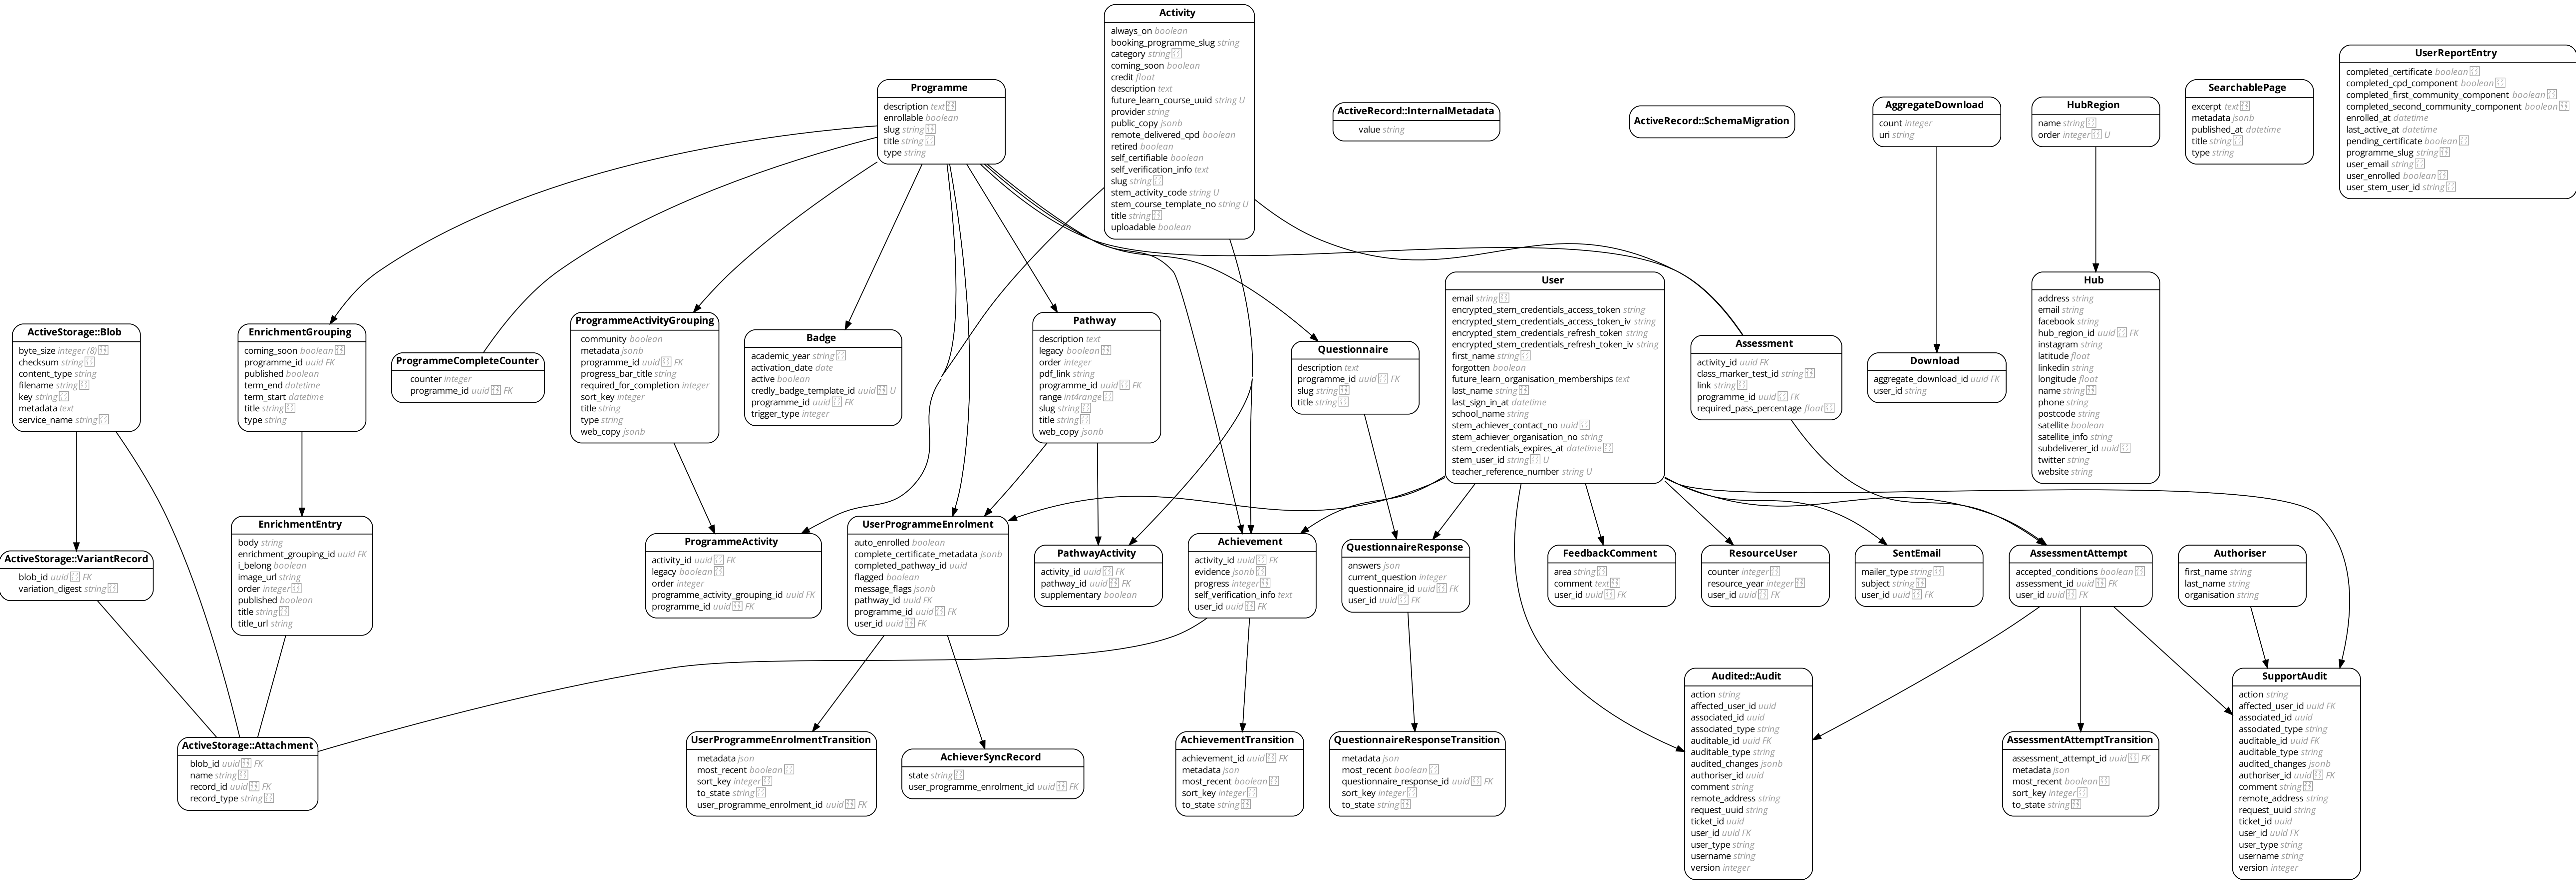 Activity
always_on boolean
booking_programme_slug string
category string
coming_soon boolean
credit float
description text
future_learn_course_uuid string U
provider string
public_copy jsonb
remote_delivered_cpd boolean
retired boolean
self_certifiable boolean
self_verification_info text
slug string
stem_activity_code string U
stem_course_template_no string U
title string
uploadable boolean
Programme
description text
enrollable boolean
slug string
title string
type string
ActiveRecord::InternalMetadata
value string
ActiveRecord::SchemaMigration
AggregateDownload
count integer
uri string
HubRegion
name string
order integer U
SearchablePage
excerpt text
metadata jsonb
published_at datetime
title string
type string
UserReportEntry
completed_certificate boolean
completed_cpd_component boolean
completed_first_community_component boolean
completed_second_community_component boolean
enrolled_at datetime
last_active_at datetime
pending_certificate boolean
programme_slug string
user_email string
user_enrolled boolean
user_stem_user_id string
ActiveStorage::Blob
byte_size integer (8)
checksum string
content_type string
filename string
key string
metadata text
service_name string
EnrichmentGrouping
coming_soon boolean
programme_id uuid FK
published boolean
term_end datetime
term_start datetime
title string
type string
ProgrammeCompleteCounter
counter integer
programme_id uuid FK
ProgrammeActivityGrouping
community boolean
metadata jsonb
programme_id uuid FK
progress_bar_title string
required_for_completion integer
sort_key integer
title string
type string
web_copy jsonb
Badge
academic_year string
activation_date date
active boolean
credly_badge_template_id uuid U
programme_id uuid FK
trigger_type integer
Pathway
description text
legacy boolean
order integer
pdf_link string
programme_id uuid FK
range int4range
slug string
title string
web_copy jsonb
Questionnaire
description text
programme_id uuid FK
slug string
title string
User
email string
encrypted_stem_credentials_access_token string
encrypted_stem_credentials_access_token_iv string
encrypted_stem_credentials_refresh_token string
encrypted_stem_credentials_refresh_token_iv string
first_name string
forgotten boolean
future_learn_organisation_memberships text
last_name string
last_sign_in_at datetime
school_name string
stem_achiever_contact_no uuid
stem_achiever_organisation_no string
stem_credentials_expires_at datetime
stem_user_id string U
teacher_reference_number string U
Assessment
activity_id uuid FK
class_marker_test_id string
link string
programme_id uuid FK
required_pass_percentage float
Download
aggregate_download_id uuid FK
user_id string
Hub
address string
email string
facebook string
hub_region_id uuid FK
instagram string
latitude float
linkedin string
longitude float
name string
phone string
postcode string
satellite boolean
satellite_info string
subdeliverer_id uuid
twitter string
website string
ActiveStorage::VariantRecord
blob_id uuid FK
variation_digest string
EnrichmentEntry
body string
enrichment_grouping_id uuid FK
i_belong boolean
image_url string
order integer
published boolean
title string
title_url string
ProgrammeActivity
activity_id uuid FK
legacy boolean
order integer
programme_activity_grouping_id uuid FK
programme_id uuid FK
UserProgrammeEnrolment
auto_enrolled boolean
complete_certificate_metadata jsonb
completed_pathway_id uuid
flagged boolean
message_flags jsonb
pathway_id uuid FK
programme_id uuid FK
user_id uuid FK
PathwayActivity
activity_id uuid FK
pathway_id uuid FK
supplementary boolean
Achievement
activity_id uuid FK
evidence jsonb
progress integer
self_verification_info text
user_id uuid FK
QuestionnaireResponse
answers json
current_question integer
questionnaire_id uuid FK
user_id uuid FK
FeedbackComment
area string
comment text
user_id uuid FK
ResourceUser
counter integer
resource_year integer
user_id uuid FK
SentEmail
mailer_type string
subject string
user_id uuid FK
AssessmentAttempt
accepted_conditions boolean
assessment_id uuid FK
user_id uuid FK
Authoriser
first_name string
last_name string
organisation string
ActiveStorage::Attachment
blob_id uuid FK
name string
record_id uuid FK
record_type string
UserProgrammeEnrolmentTransition
metadata json
most_recent boolean
sort_key integer
to_state string
user_programme_enrolment_id uuid FK
AchieverSyncRecord
state string
user_programme_enrolment_id uuid FK
AchievementTransition
achievement_id uuid FK
metadata json
most_recent boolean
sort_key integer
to_state string
QuestionnaireResponseTransition
metadata json
most_recent boolean
questionnaire_response_id uuid FK
sort_key integer
to_state string
Audited::Audit
action string
affected_user_id uuid
associated_id uuid
associated_type string
auditable_id uuid FK
auditable_type string
audited_changes jsonb
authoriser_id uuid
comment string
remote_address string
request_uuid string
ticket_id uuid
user_id uuid FK
user_type string
username string
version integer
AssessmentAttemptTransition
assessment_attempt_id uuid FK
metadata json
most_recent boolean
sort_key integer
to_state string
SupportAudit
action string
affected_user_id uuid FK
associated_id uuid
associated_type string
auditable_id uuid FK
auditable_type string
audited_changes jsonb
authoriser_id uuid FK
comment string
remote_address string
request_uuid string
ticket_id uuid
user_id uuid FK
user_type string
username string
version integer